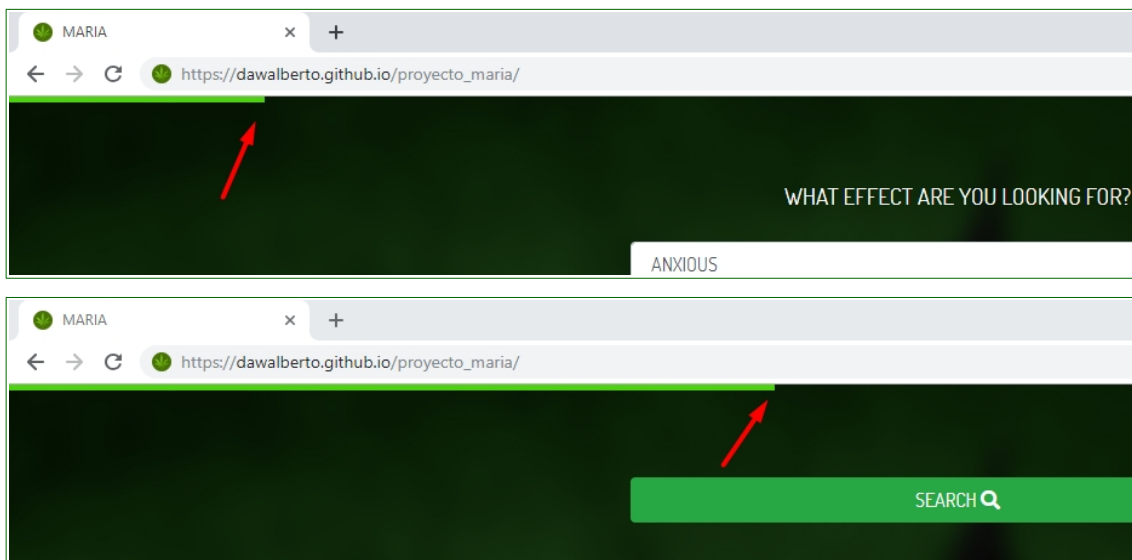 MARIA
https://dawalberto.github.io/proyecto_maria/
WHAT EFFECT ARE YOU LOOKING FOR?
ANXIOUS
MARIA
https://dawalberto.github.io/proyecto_maria/
SEARCH